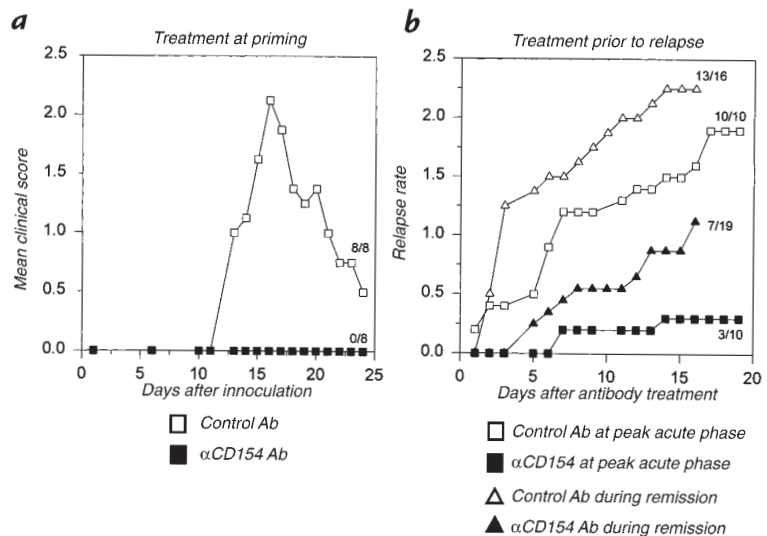 a
Treatment at priming
2.5
2.0
1.5
1.0
0.5
0.0
Mean clinical score
8/8
0/8
0 5 10 15 20 25
Days after innoculation
Control Ab
αCD154 Ab
b
Treatment prior to relapse
2.5
2.0
1.5
1.0
0.5
0.0
Relapse rate
13/16
10/10
7/19
3/10
0 5 10 15 20
Days after antibody treatment
Control Ab at peak acute phase
αCD154 at peak acute phase
Control Ab during remission
αCD154 Ab during remission